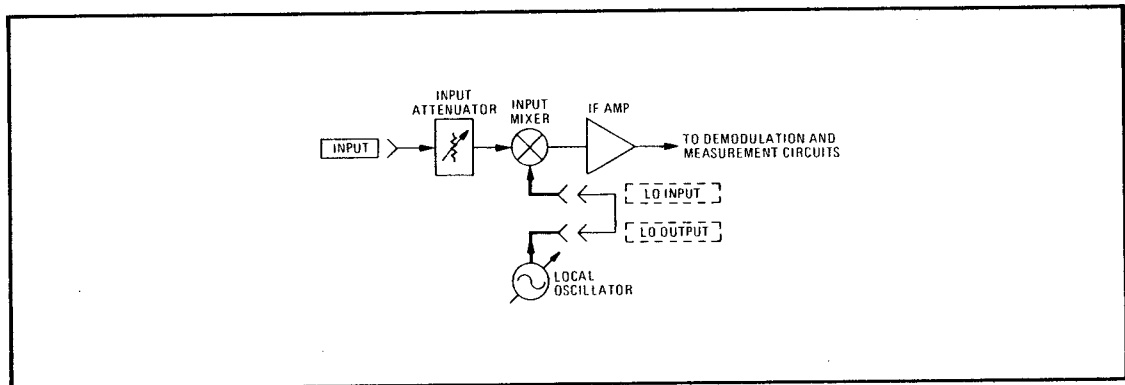 INPUT
ATTENUATOR
INPUT
MIXER
IF AMP
INPUT
TO DEMODULATION AND
MEASUREMENT CIRCUITS
LO INPUT
LO OUTPUT
LOCAL
OSCILLATOR